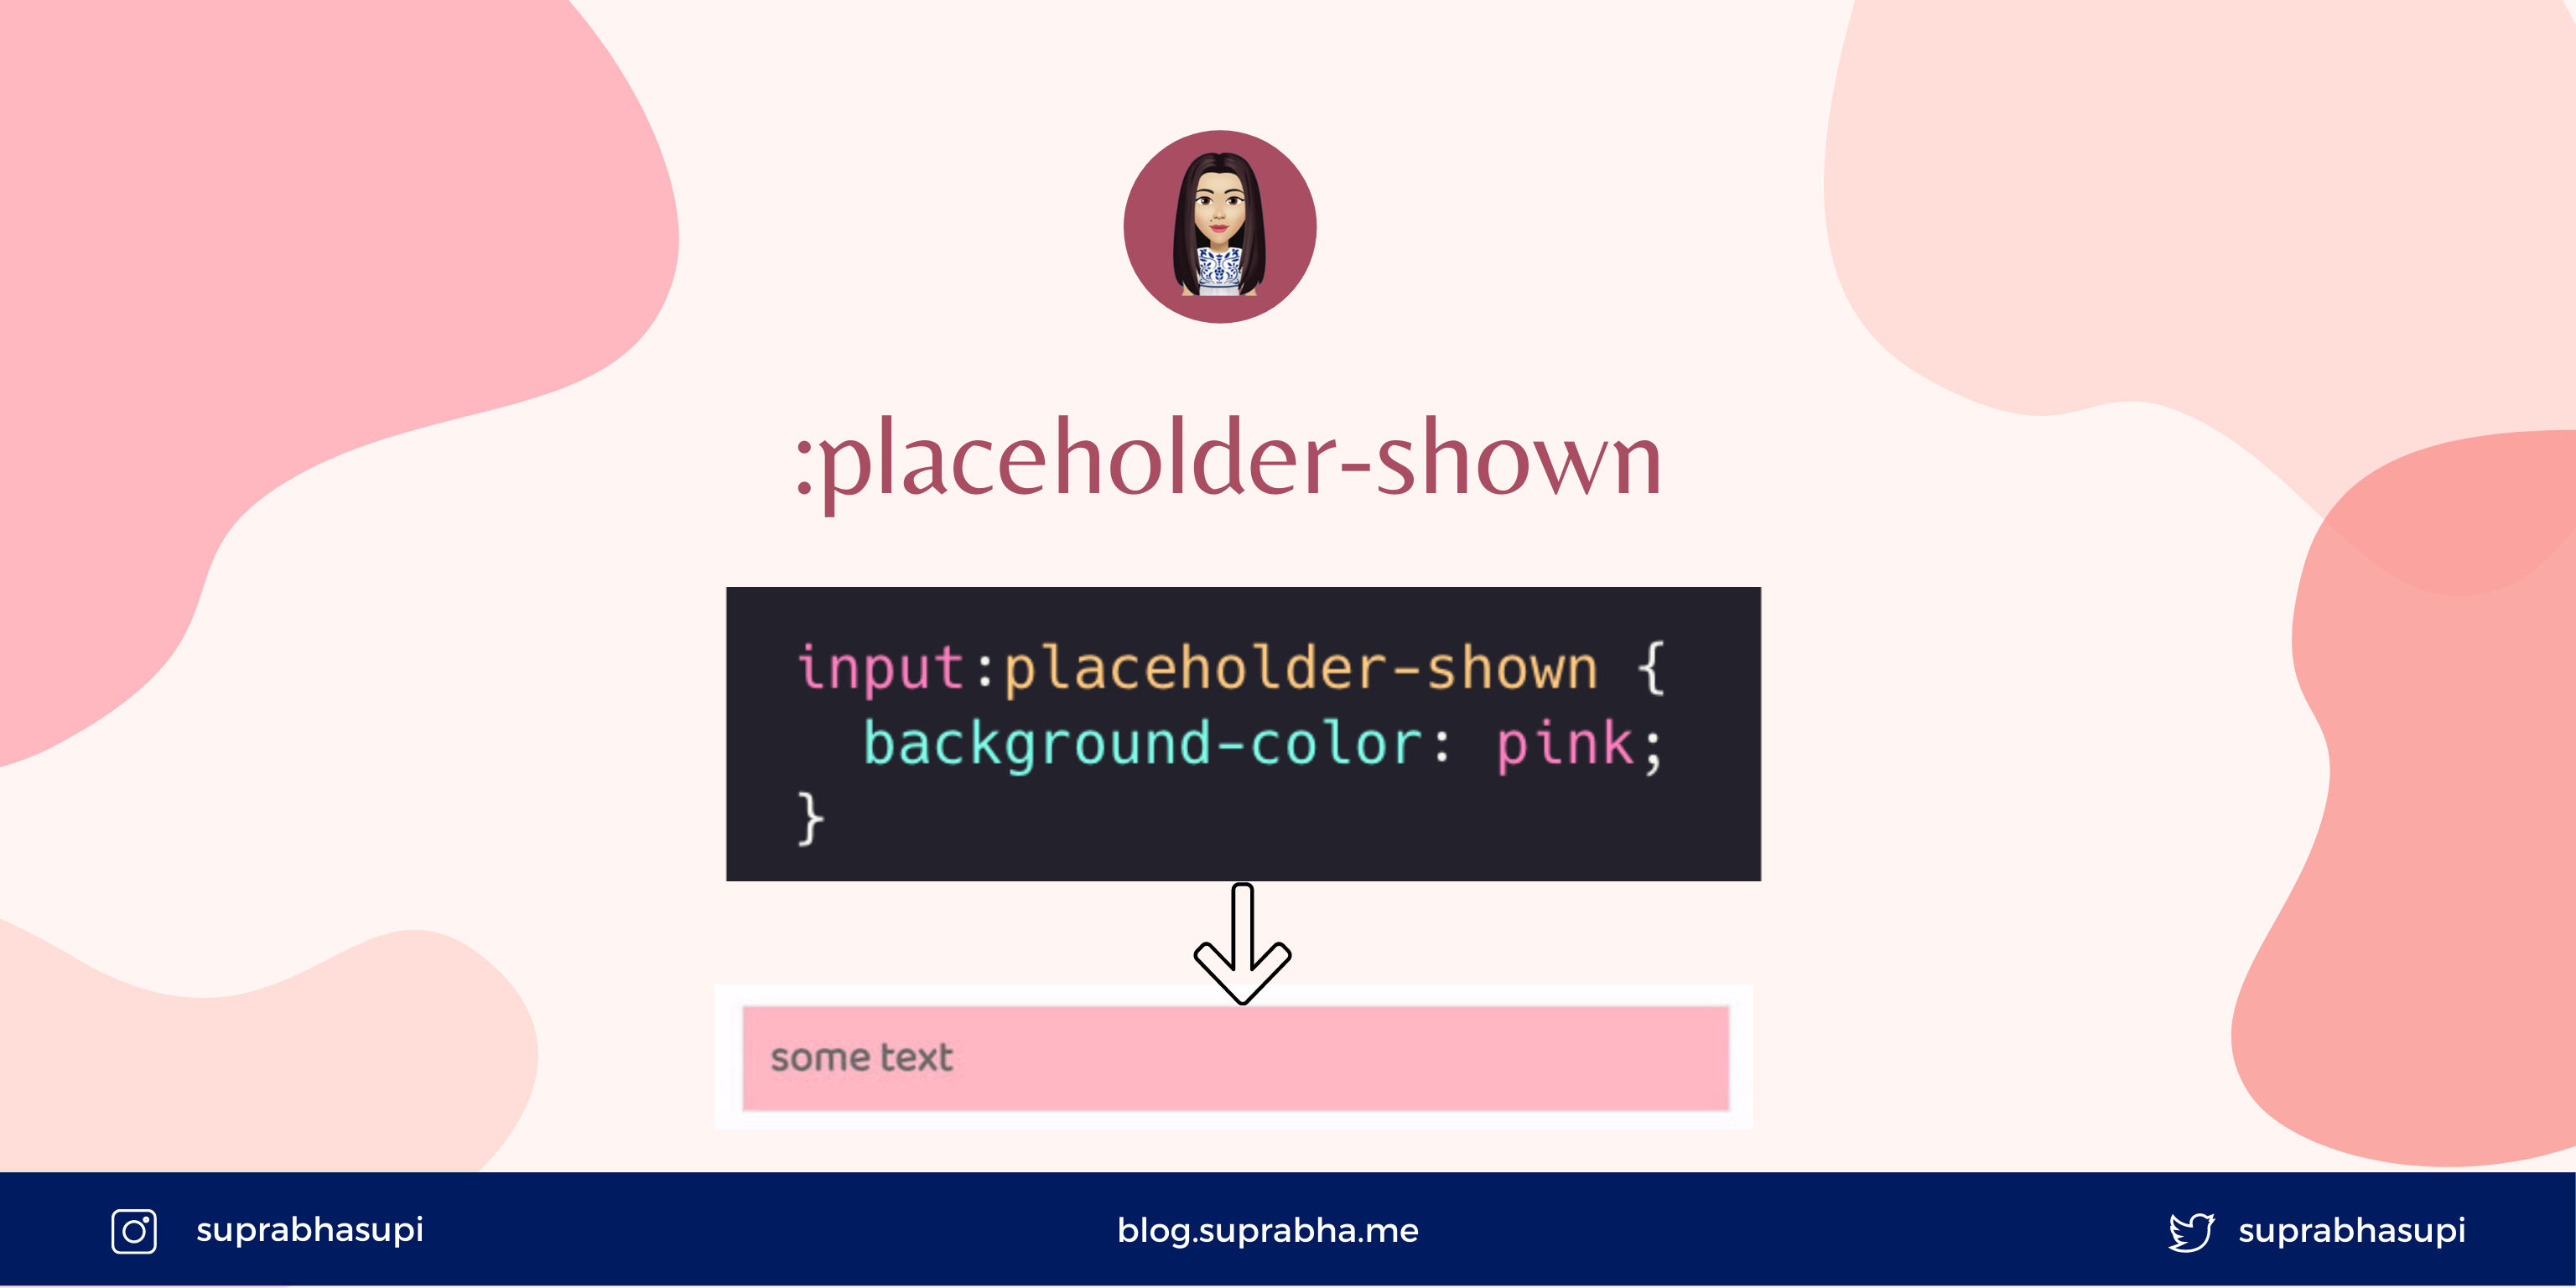 :placeholder-shown
input:placeholder-shown {
  background-color: pink;
}
some text
suprabhasupi
blog.suprabha.me
suprabhasupi